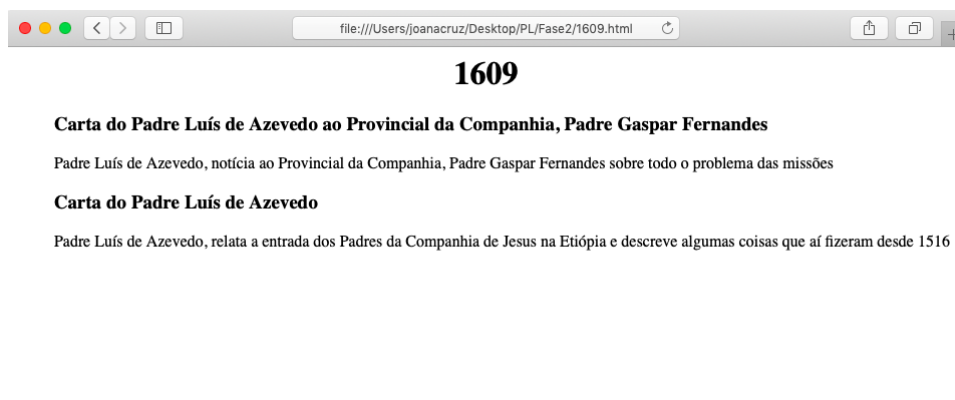 file:///Users/joanacruz/Desktop/PL/Fase2/1609.html
1609
Carta do Padre Luís de Azevedo ao Provincial da Companhia, Padre Gaspar Fernandes
Padre Luís de Azevedo, notícia ao Provincial da Companhia, Padre Gaspar Fernandes sobre todo o problema das missões
Carta do Padre Luís de Azevedo
Padre Luís de Azevedo, relata a entrada dos Padres da Companhia de Jesus na Etiópia e descreve algumas coisas que aí fizeram desde 1516